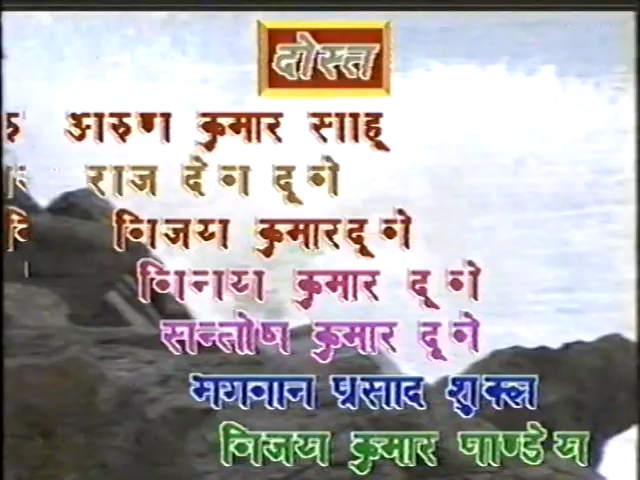 दोस्त
अरुण कुमार साहू
राज देव दूबे
विजय कुमार दूबे
विनय कुमार दूबे
सन्तोष कुमार दूबे
भगवान प्रसाद शुक्ल
विजय कुमार पाण्डेय